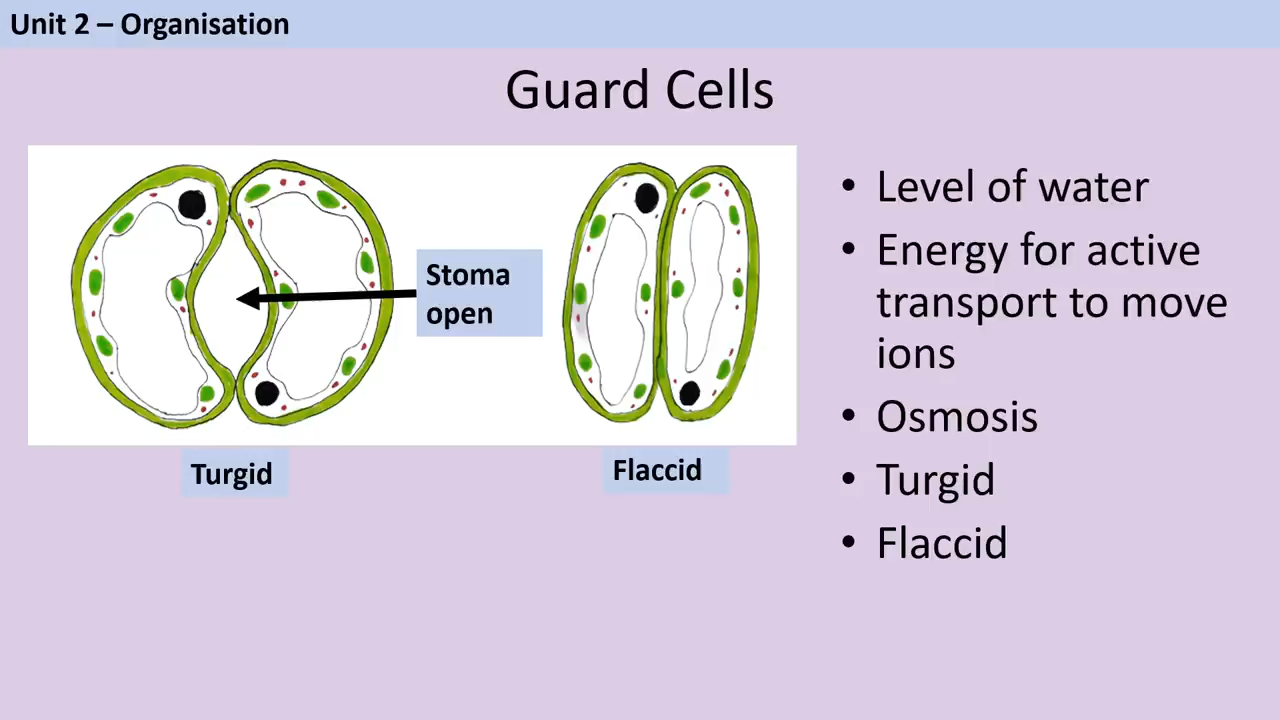 Unit 2 – Organisation
Guard Cells
Stoma
open
Turgid
Flaccid
• Level of water
• Energy for active
transport to move
ions
• Osmosis
• Turgid
• Flaccid